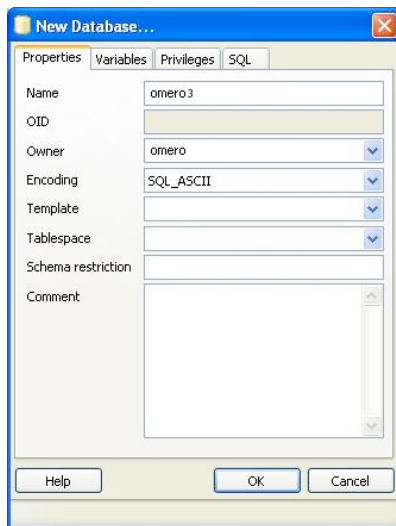 New Database...
Properties Variables Privileges SQL
Name omero3
OID
Owner omero
Encoding SQL_ASCII
Template
Tablespace
Schema restriction
Comment
Help OK Cancel